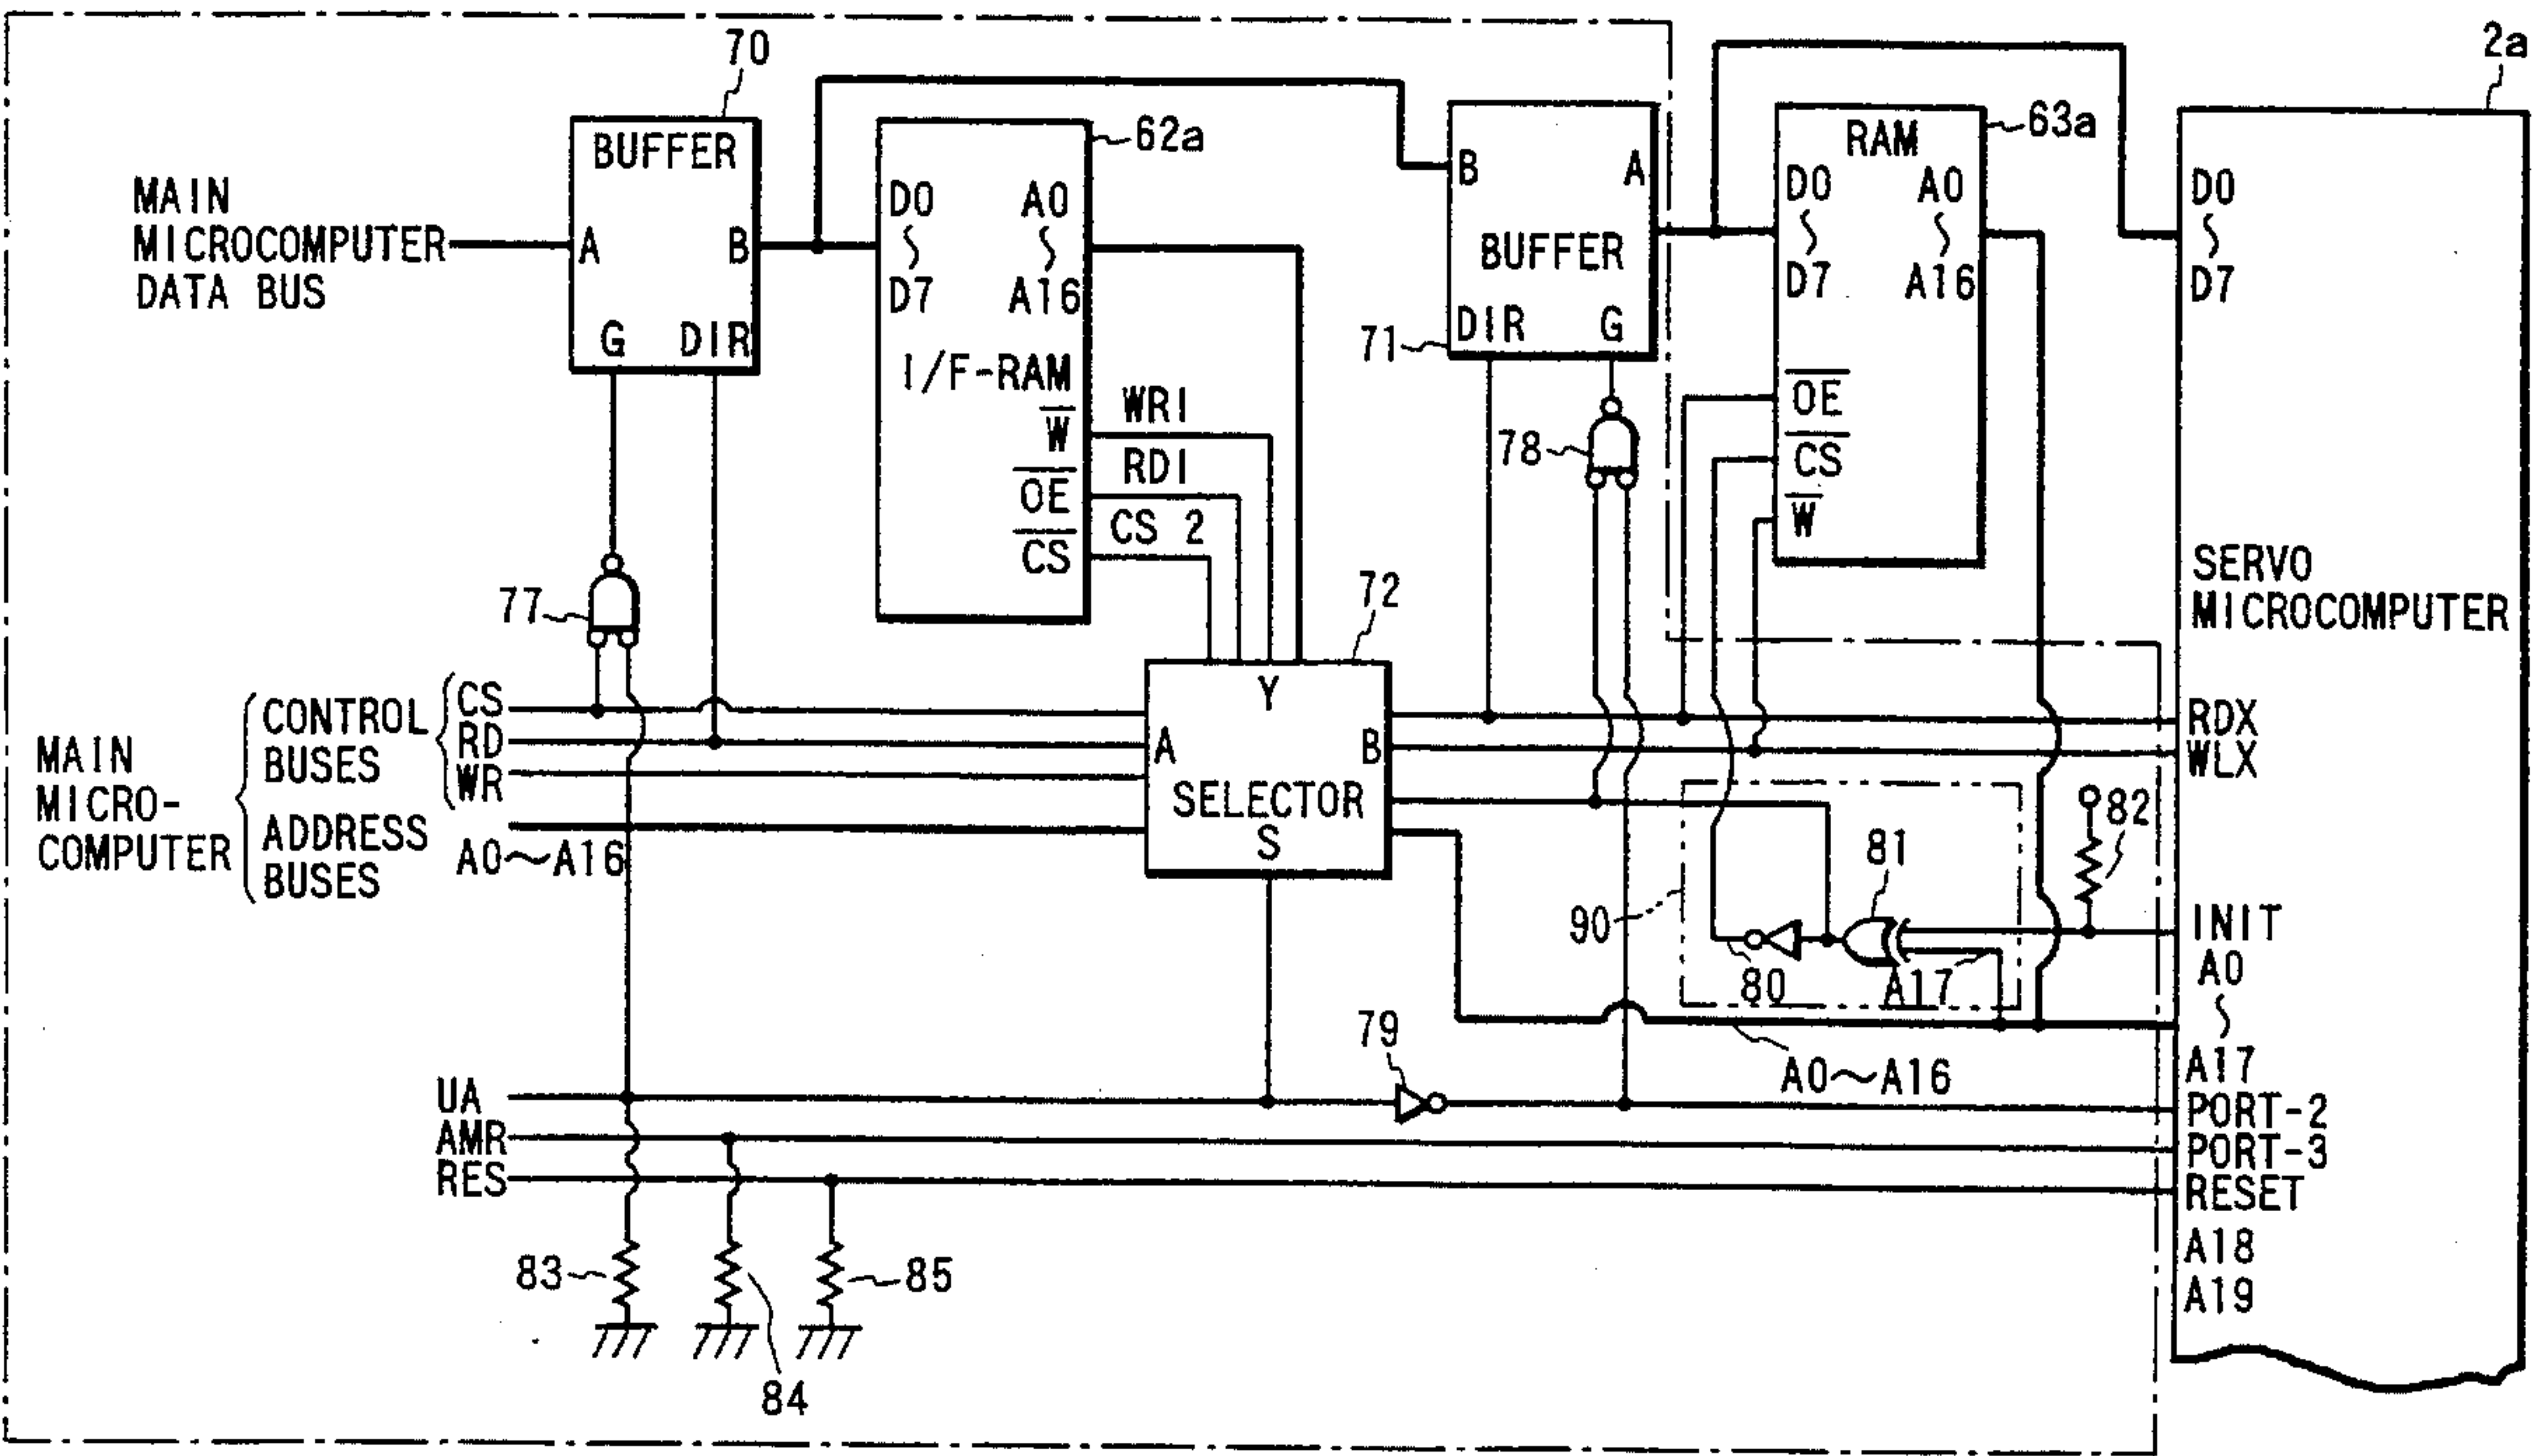 70
BUFFER
A
B
G
DIR
MAIN
MICROCOMPUTER
DATA BUS
62a
D0
〜
D7
A0
〜
A16
I/F-RAM
W
OE
CS
WR1
RD1
CS 2
B
A
BUFFER
DIR
G
71
78
RAM
63a
D0
〜
D7
A0
〜
A16
OE
CS
W
2a
D0
〜
D7
SERVO
MICROCOMPUTER
RDX
WLX
INIT
A0
〜
A17
PORT-2
PORT-3
RESET
A18
A19
77
72
Y
A
B
SELECTOR
S
MAIN
MICRO-
COMPUTER
CONTROL
BUSES
ADDRESS
BUSES
CS
RD
WR
A0〜A16
82
81
90
80
A17
79
A0〜A16
UA
AMR
RES
83
84
85